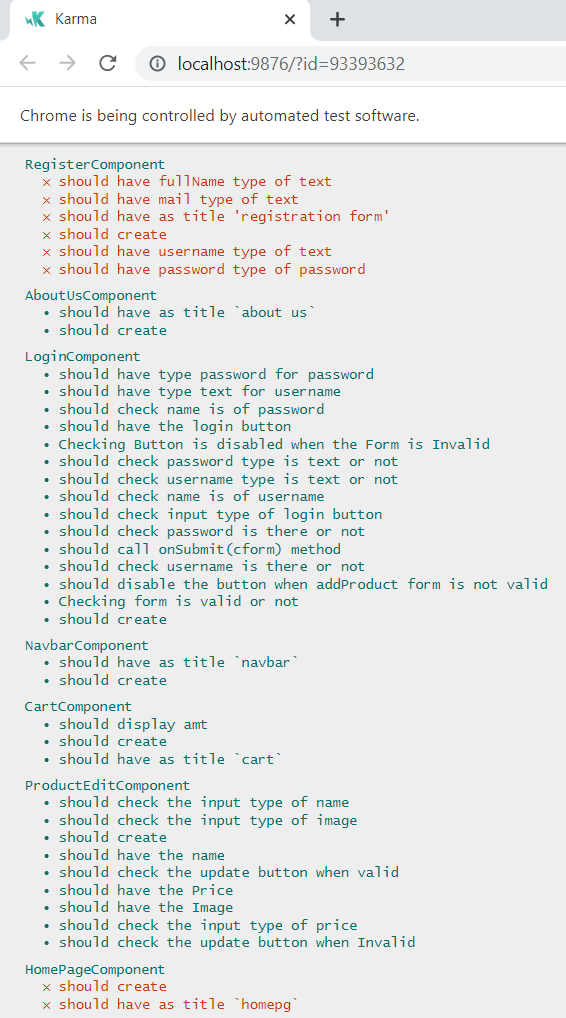 Karma
localhost:9876/?id=93393632
Chrome is being controlled by automated test software.
RegisterComponent
× should have fullName type of text
× should have mail type of text
× should have as title 'registration form'
× should create
× should have username type of text
× should have password type of password
AboutUsComponent
• should have as title `about us`
• should create
LoginComponent
• should have type password for password
• should have type text for username
• should check name is of password
• should have the login button
• Checking Button is disabled when the Form is Invalid
• should check password type is text or not
• should check username type is text or not
• should check name is of username
• should check input type of login button
• should check password is there or not
• should call onSubmit(cform) method
• should check username is there or not
• should disable the button when addProduct form is not valid
• Checking form is valid or not
• should create
NavbarComponent
• should have as title `navbar`
• should create
CartComponent
• should display amt
• should create
• should have as title `cart`
ProductEditComponent
• should check the input type of name
• should check the input type of image
• should create
• should have the name
• should check the update button when valid
• should have the Price
• should have the Image
• should check the input type of price
• should check the update button when Invalid
HomePageComponent
× should create
× should have as title `homepg`